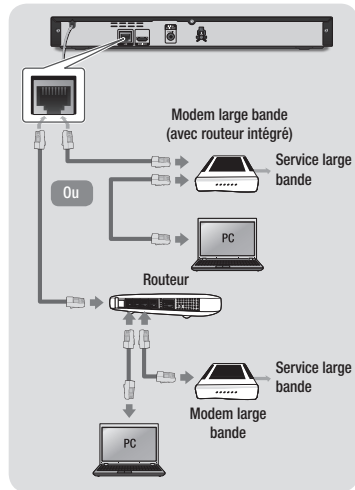 Modem large bande
(avec routeur intégré)
Service large
bande
Ou
PC
Routeur
Service large
bande
Modem large
bande
PC